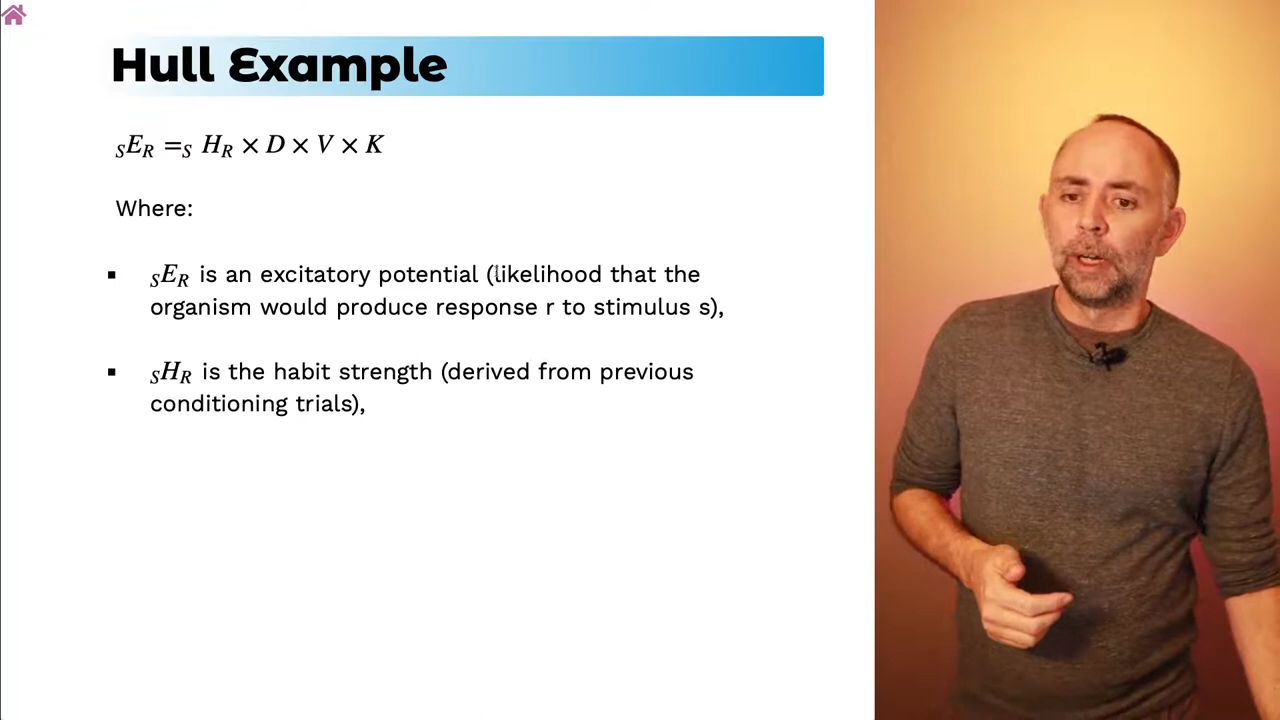 Hull Example
SER =S HR × D × V × K
Where:
▪ SER is an excitatory potential (likelihood that the
organism would produce response r to stimulus s),
▪ SHR is the habit strength (derived from previous
conditioning trials),